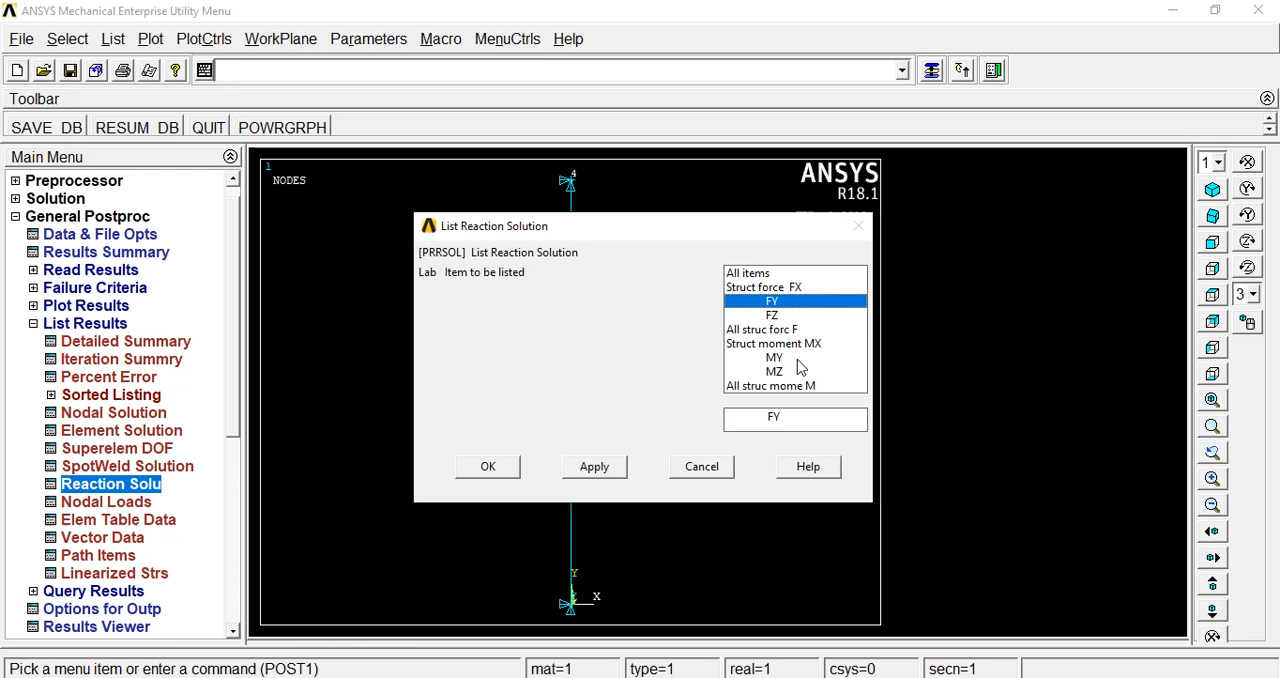 ANSYS Mechanical Enterprise Utility Menu
File Select List Plot PlotCtrls WorkPlane Parameters Macro MenuCtrls Help
Toolbar
SAVE_DB RESUM_DB QUIT POWRGRPH
Main Menu
Preprocessor
Solution
General Postproc
Data & File Opts
Results Summary
Read Results
Failure Criteria
Plot Results
List Results
Detailed Summary
Iteration Summry
Percent Error
Sorted Listing
Nodal Solution
Element Solution
Superelem DOF
SpotWeld Solution
Reaction Solu
Nodal Loads
Elem Table Data
Vector Data
Path Items
Linearized Strs
Query Results
Options for Outp
Results Viewer
1
NODES
4
ANSYS
R18.1
List Reaction Solution
[PRRSOL] List Reaction Solution
Lab Item to be listed
All items
Struct force FX
FY
FZ
All struc forc F
Struct moment MX
MY
MZ
All struc mome M
FY
OK Apply Cancel Help
Y
X
1
3
Pick a menu item or enter a command (POST1) mat=1 type=1 real=1 csys=0 secn=1